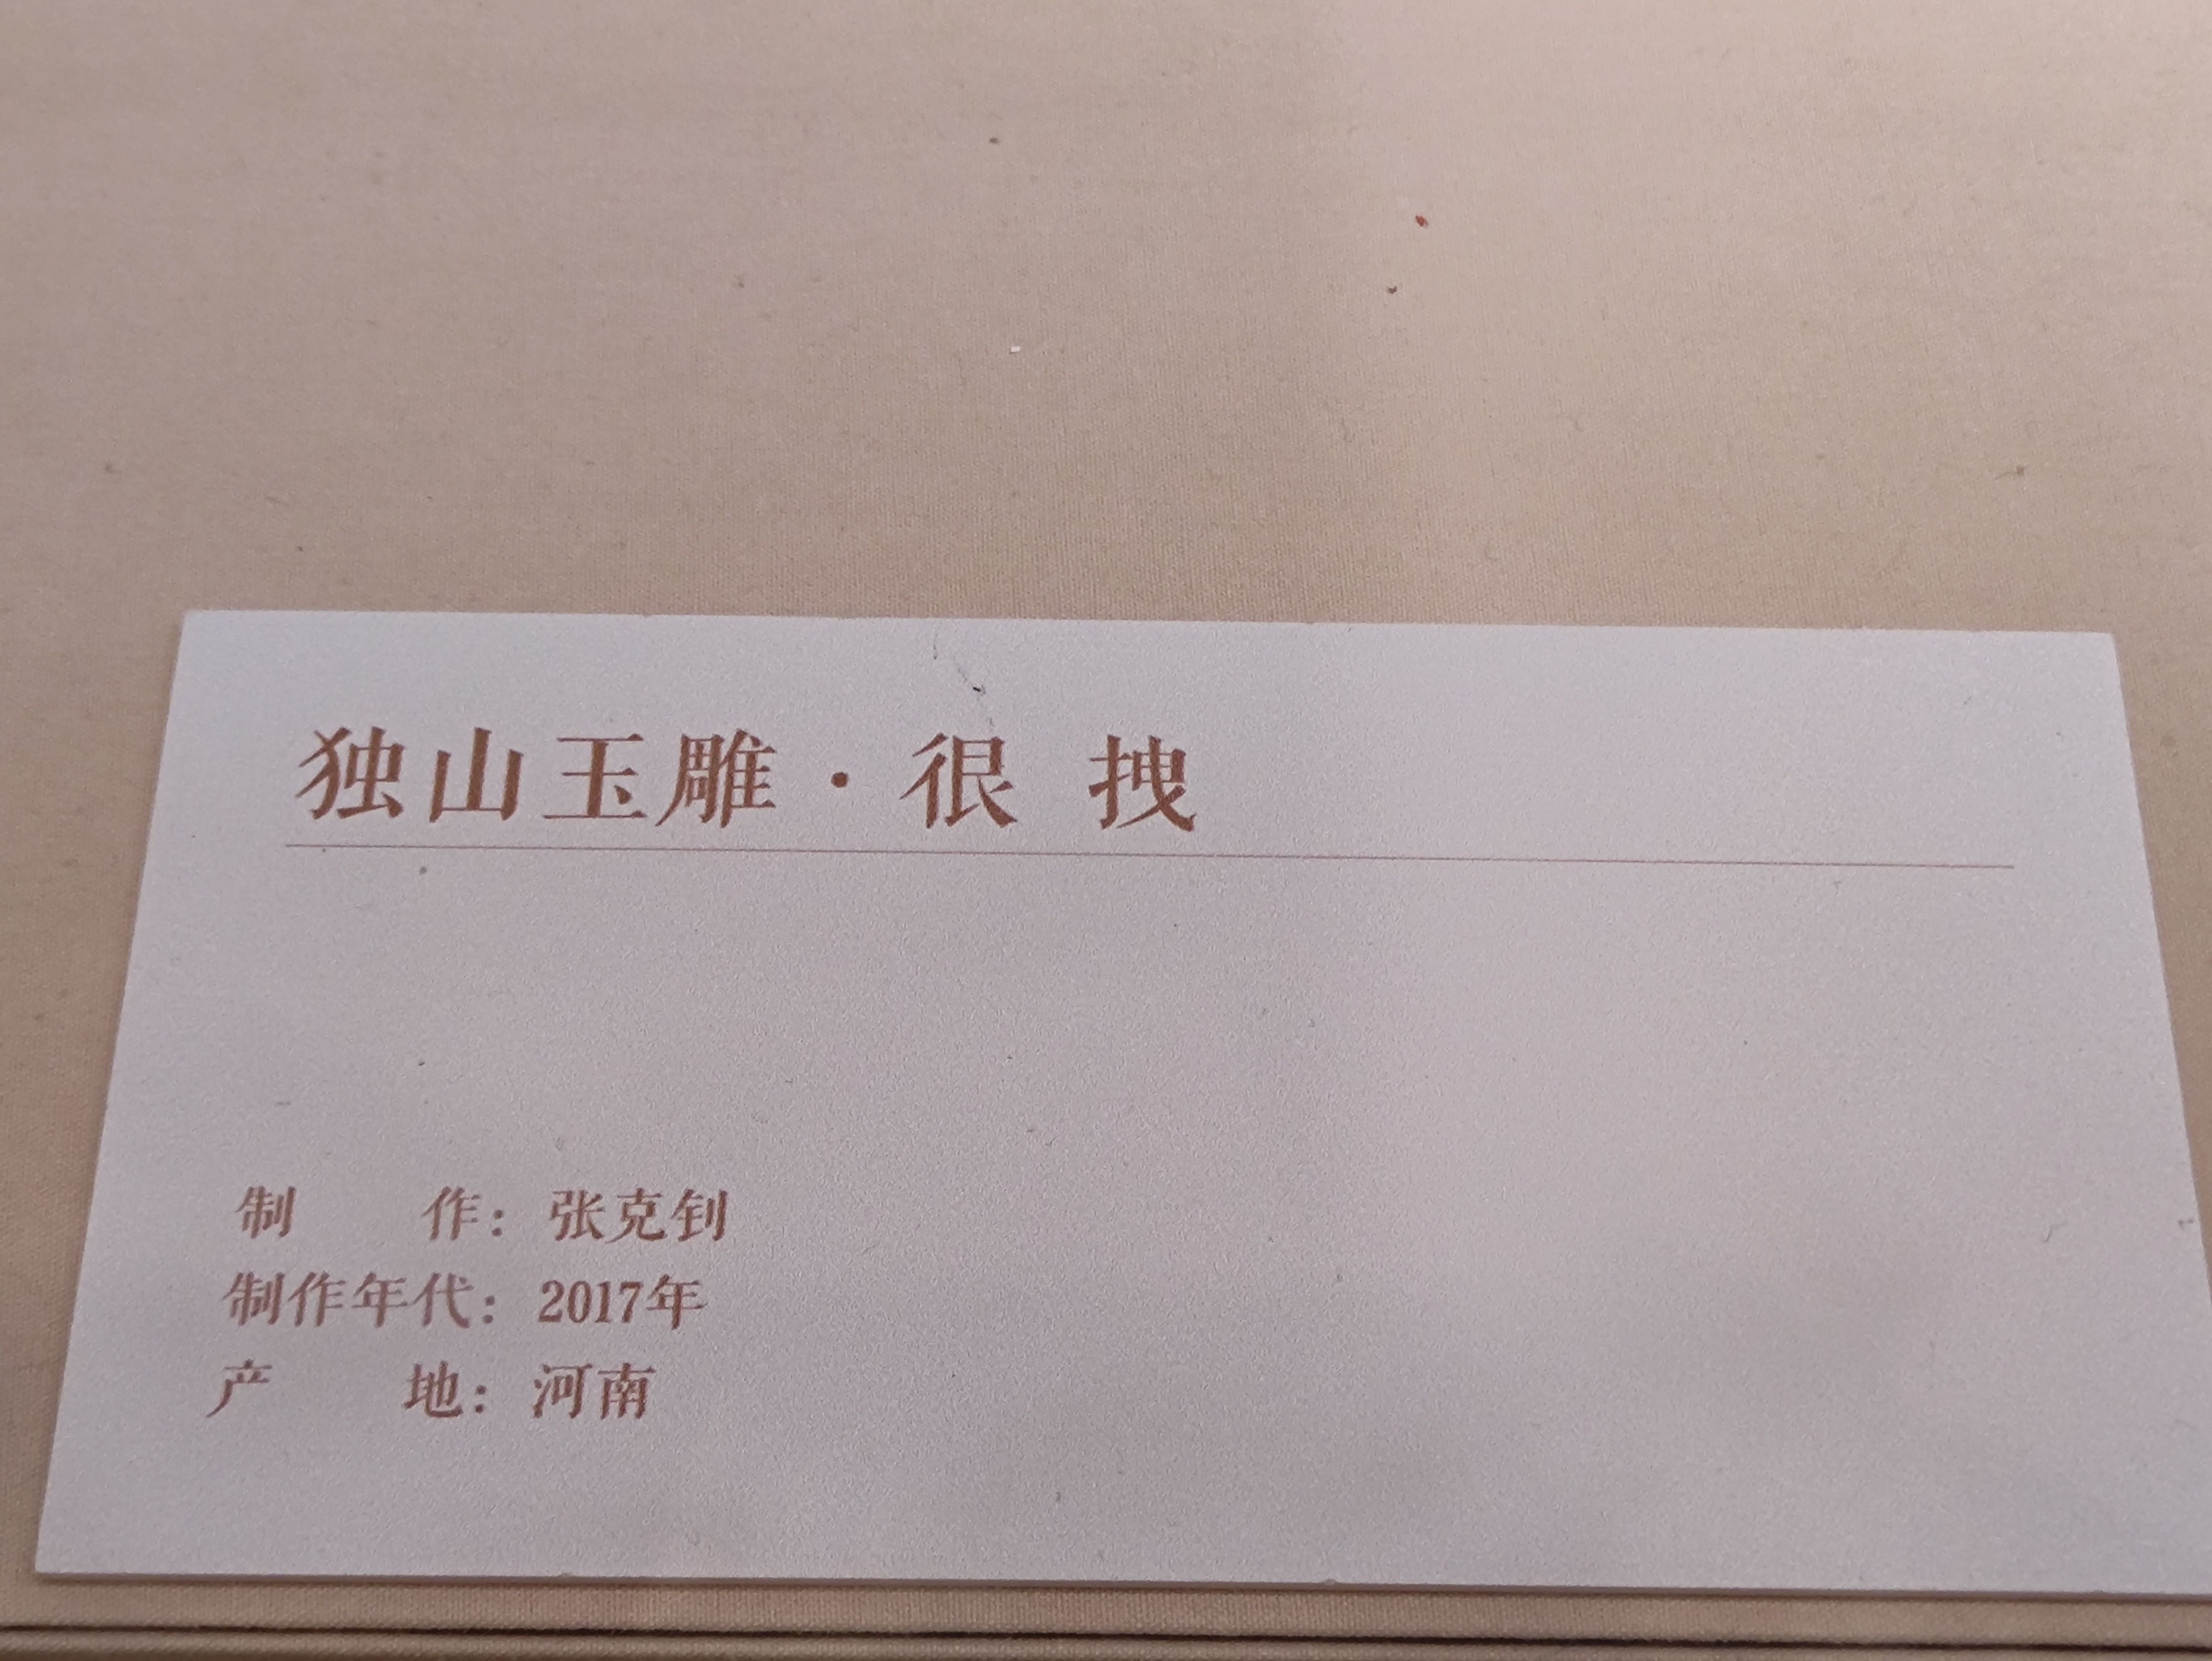 独山玉雕·很 拽
制 作：张克钊
制作年代：2017年
产 地：河南